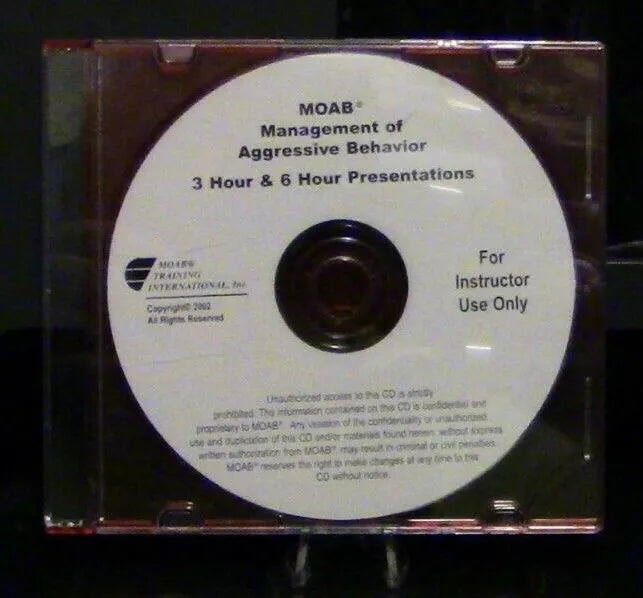 MOAB®
Management of
Aggressive Behavior
3 Hour & 6 Hour Presentations
MOAB®
TRAINING
INTERNATIONAL, Inc.
Copyright© 2002
All Rights Reserved
For
Instructor
Use Only
Unauthorized access to this CD is strictly
prohibited. The information contained on this CD is confidential and
proprietary to MOAB®. Any violation of the confidentiality or unauthorized
use and duplication of this CD and/or materials found herein, without express
written authorization from MOAB®, may result in criminal or civil penalties.
MOAB® reserves the right to make changes at any time to this
CD without notice.